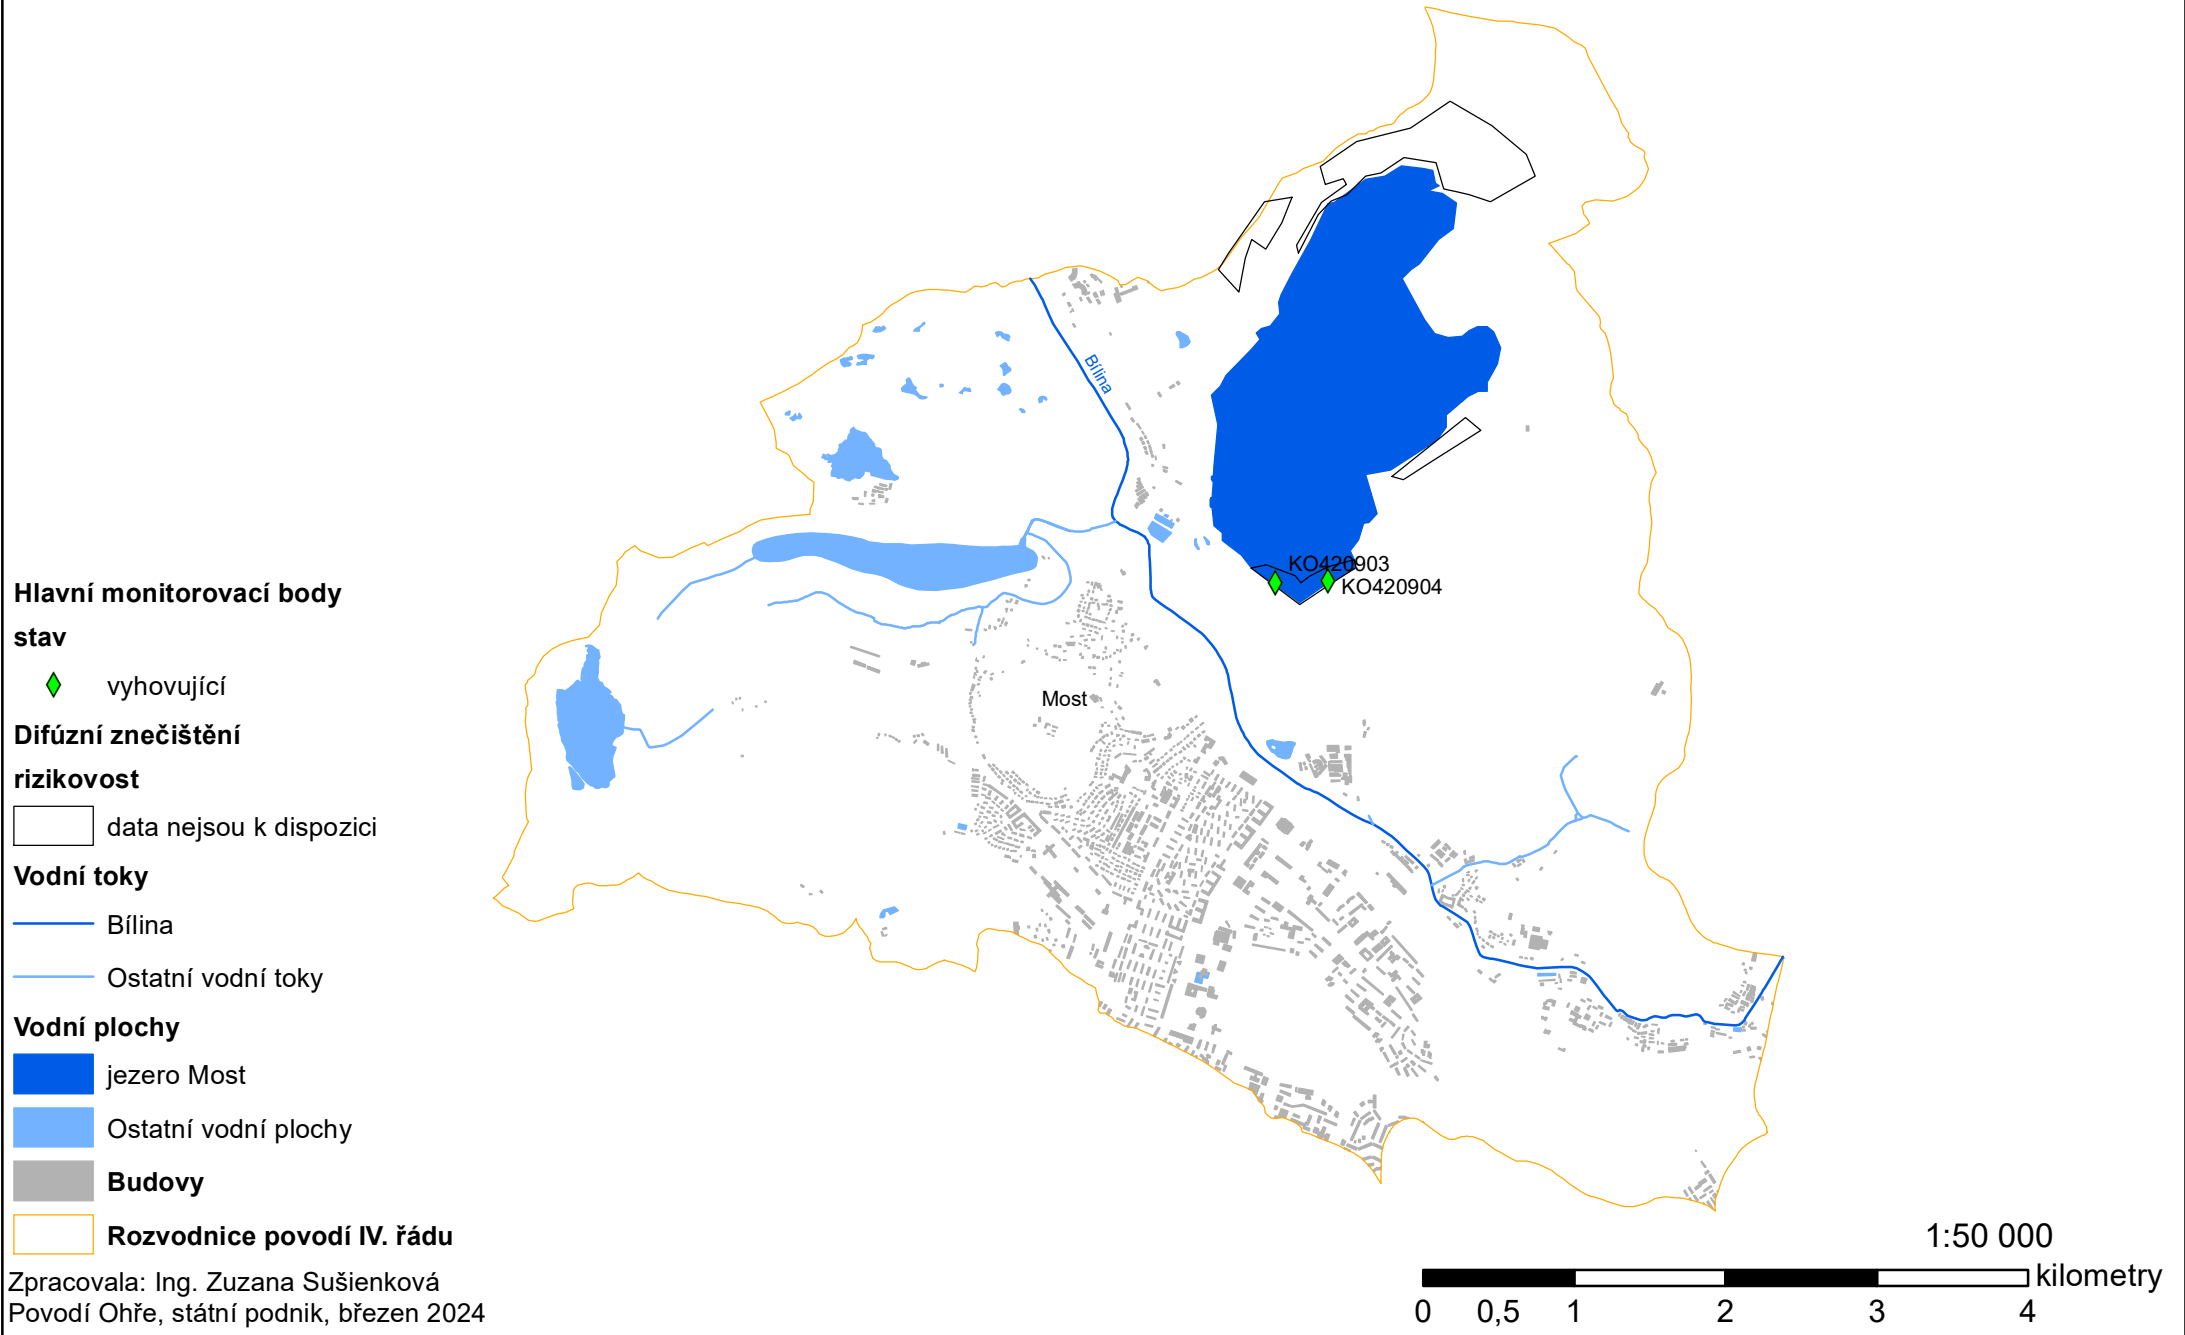 Bílina
KO420903
KO420904
Most
Hlavní monitorovací body
stav
vyhovující
Difúzní znečištění
rizikovost
data nejsou k dispozici
Vodní toky
Bílina
Ostatní vodní toky
Vodní plochy
jezero Most
Ostatní vodní plochy
Budovy
Rozvodnice povodí IV. řádu
Zpracovala: Ing. Zuzana Sušienková
Povodí Ohře, státní podnik, březen 2024
1:50 000
kilometry
0 0,5 1 2 3 4